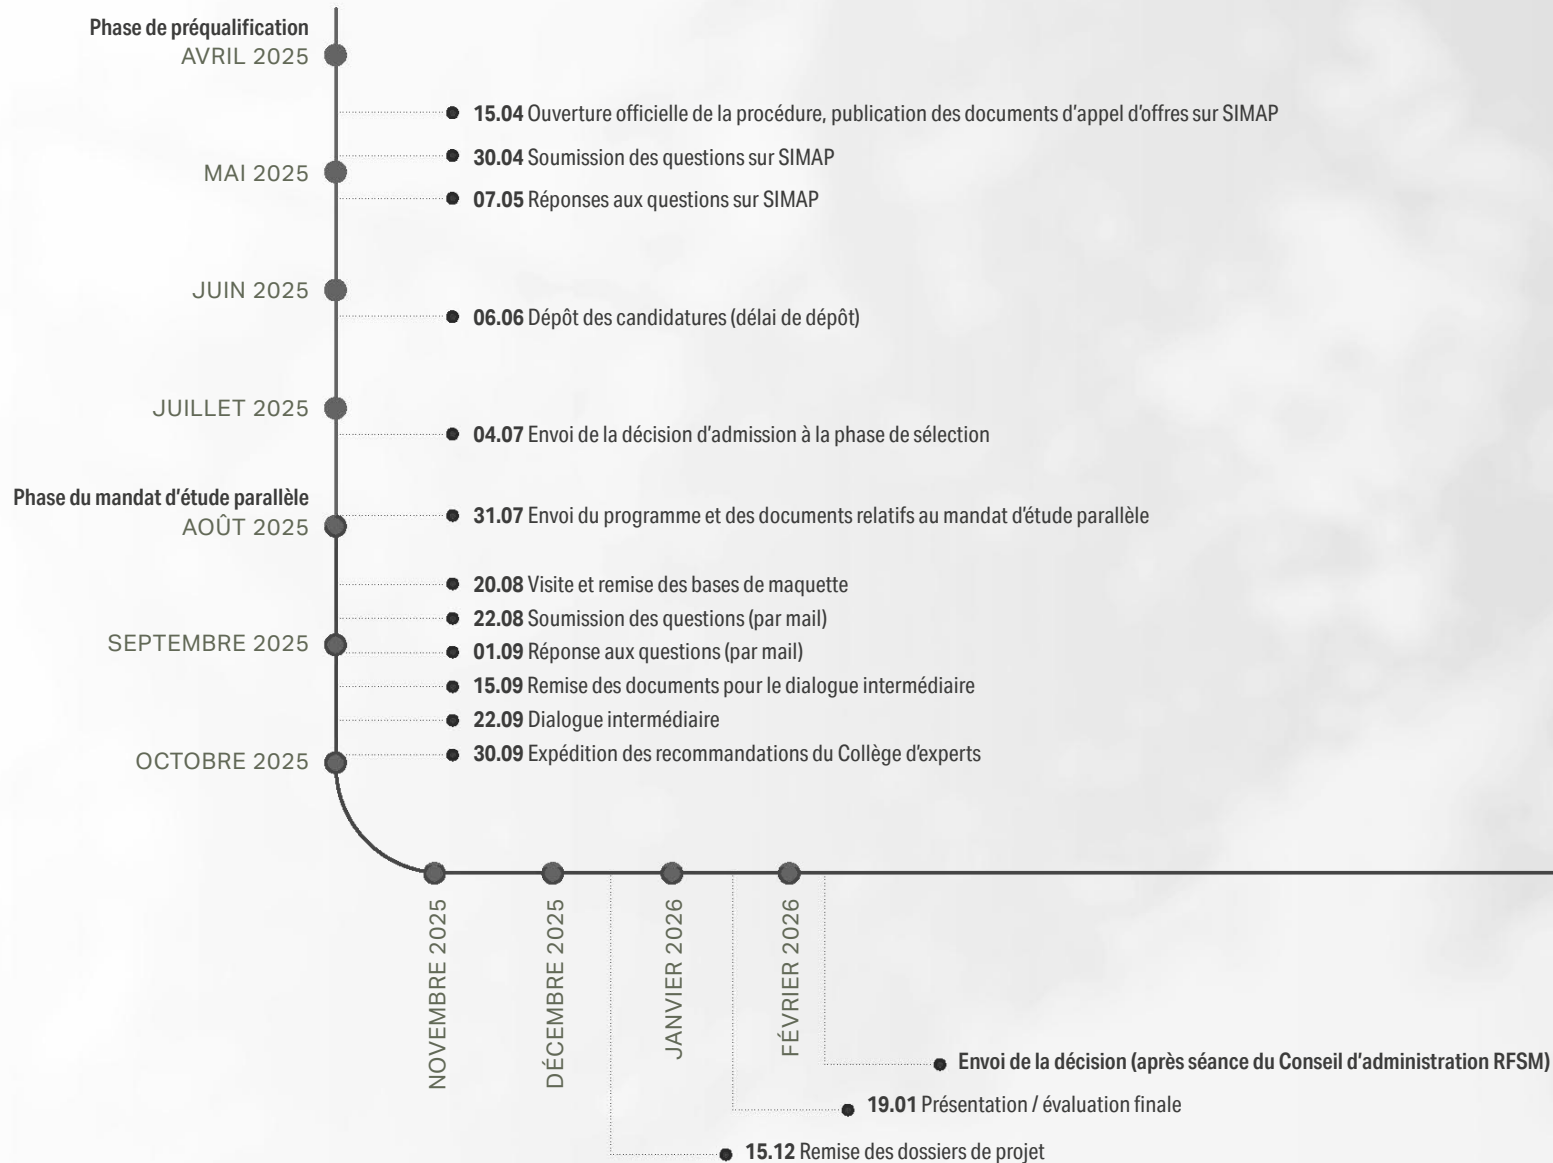 Phase de préqualification
AVRIL 2025
15.04 Ouverture officielle de la procédure, publication des documents d'appel d'offres sur SIMAP
30.04 Soumission des questions sur SIMAP
MAI 2025
07.05 Réponses aux questions sur SIMAP
JUIN 2025
06.06 Dépôt des candidatures (délai de dépôt)
JUILLET 2025
04.07 Envoi de la décision d'admission à la phase de sélection
Phase du mandat d'étude parallèle
AOÛT 2025
31.07 Envoi du programme et des documents relatifs au mandat d'étude parallèle
20.08 Visite et remise des bases de maquette
22.08 Soumission des questions (par mail)
SEPTEMBRE 2025
01.09 Réponse aux questions (par mail)
15.09 Remise des documents pour le dialogue intermédiaire
22.09 Dialogue intermédiaire
30.09 Expédition des recommandations du Collège d'experts
OCTOBRE 2025
NOVEMBRE 2025
DÉCEMBRE 2025
JANVIER 2026
FÉVRIER 2026
Envoi de la décision (après séance du Conseil d'administration RFSM)
19.01 Présentation / évaluation finale
15.12 Remise des dossiers de projet